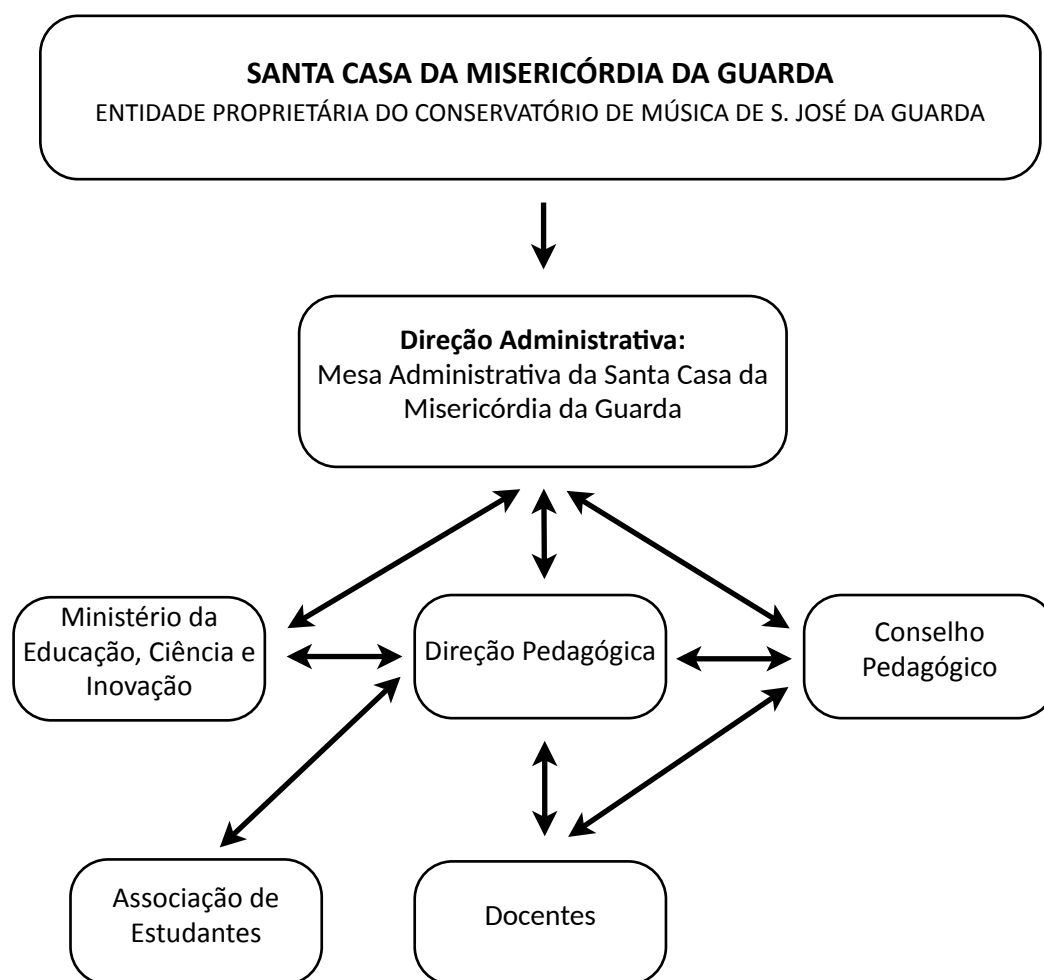 SANTA CASA DA MISERICÓRDIA DA GUARDA
ENTIDADE PROPRIETÁRIA DO CONSERVATÓRIO DE MÚSICA DE S. JOSÉ DA GUARDA
Direção Administrativa:
Mesa Administrativa da Santa Casa da
Misericórdia da Guarda
Ministério da
Educação, Ciência e
Inovação
Direção Pedagógica
Conselho
Pedagógico
Associação de
Estudantes
Docentes